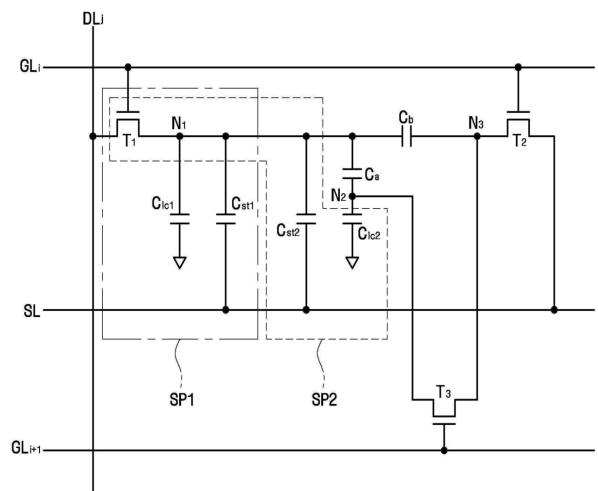 DLj
GLi
T1
N1
Cb
N3
T2
Ca
N2
Clc1
Cst1
Cst2
Clc2
SL
SP1
SP2
T3
GLi+1